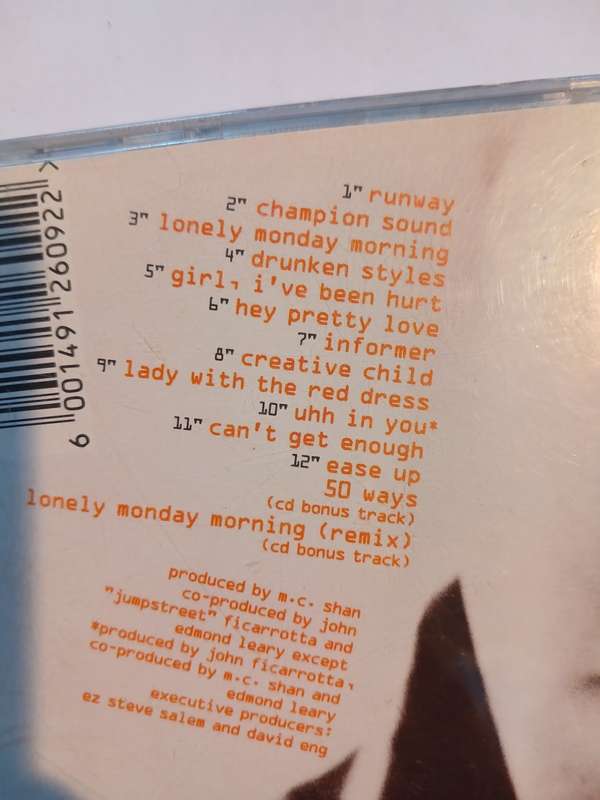 1" runway
2" champion sound
3" lonely monday morning
4" drunken styles
5" girl, i've been hurt
6" hey pretty love
7" informer
8" creative child
9" lady with the red dress
10" uhh in you*
11" can't get enough
12" ease up
50 ways
(cd bonus track)
lonely monday morning (remix)
(cd bonus track)
produced by m.c. shan
co-produced by john
"jumpstreet" ficarrotta and
edmond leary except
*produced by john ficarrotta,
co-produced by m.c. shan and
edmond leary
executive producers:
ez steve salem and david eng
6 001491 260922 >